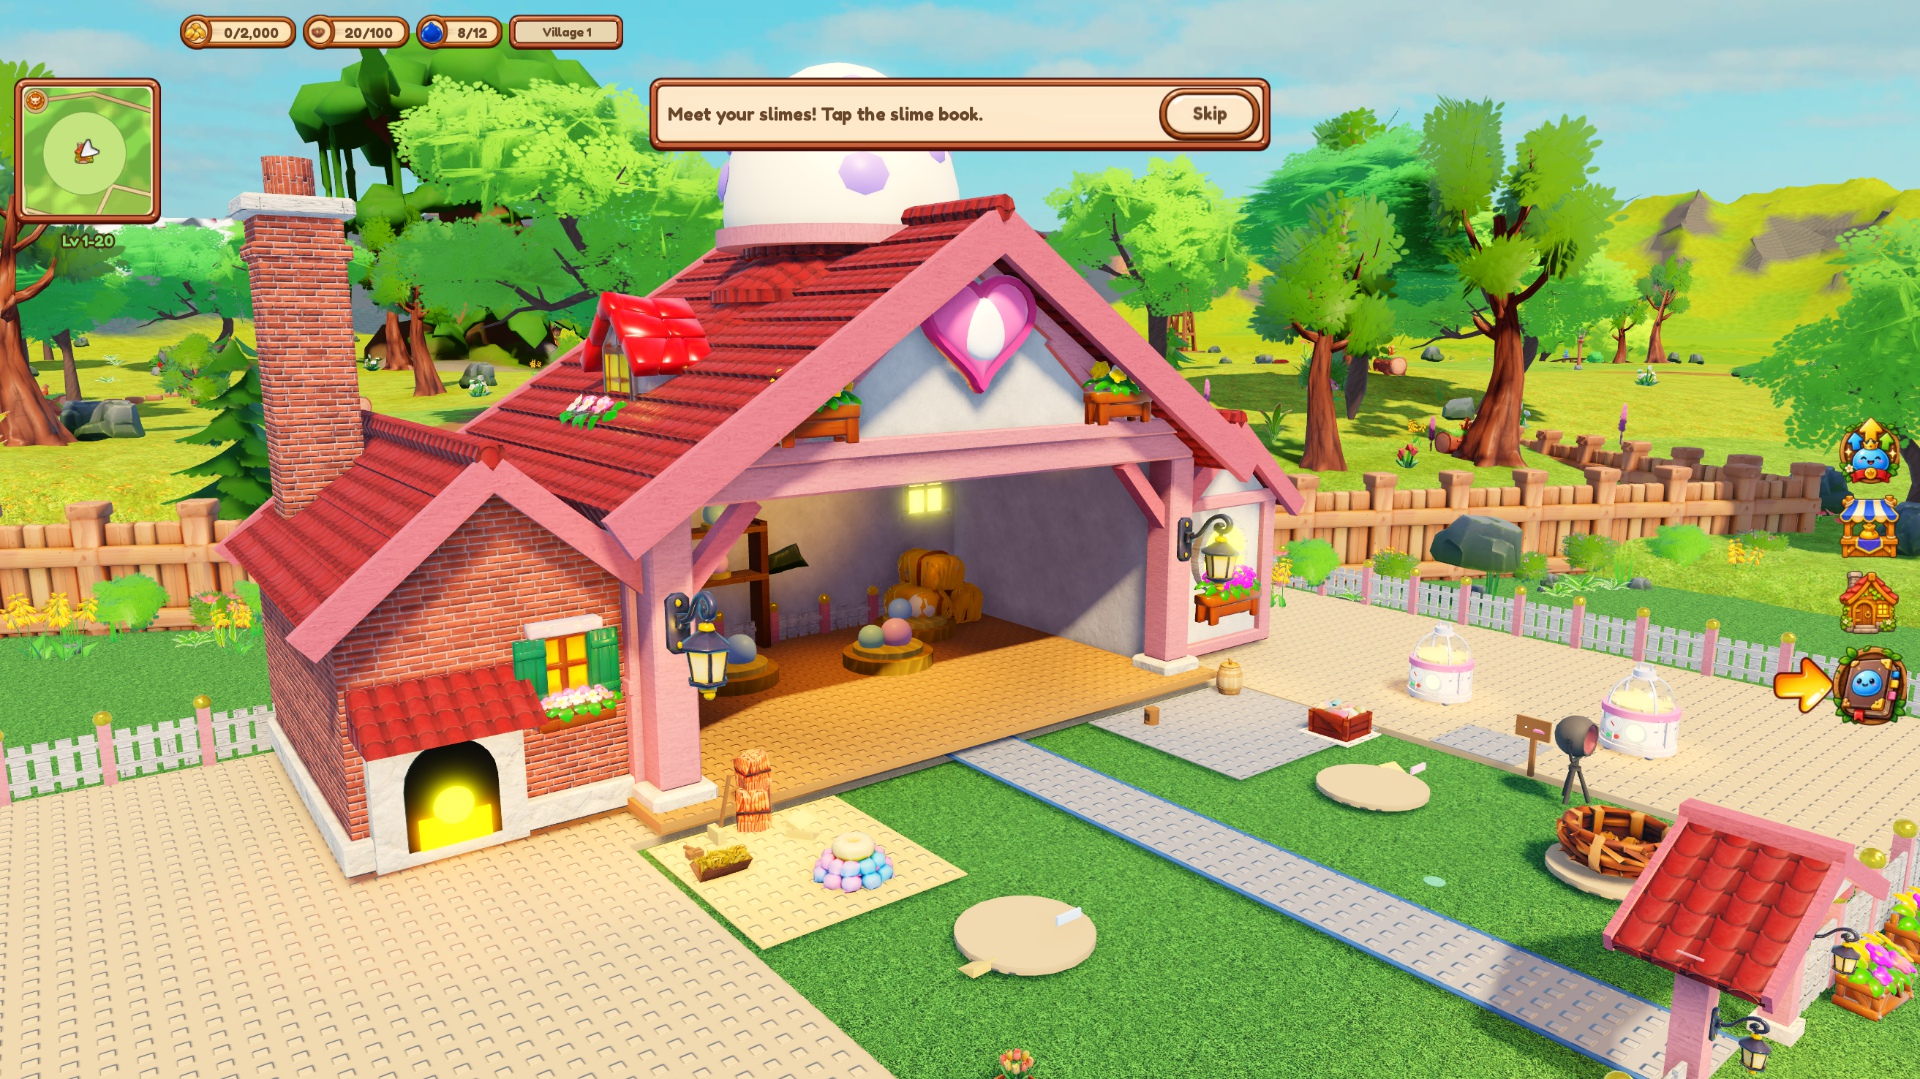 0/2,000
20/100
8/12
Village 1
Meet your slimes! Tap the slime book.
Skip
Lv 1-20